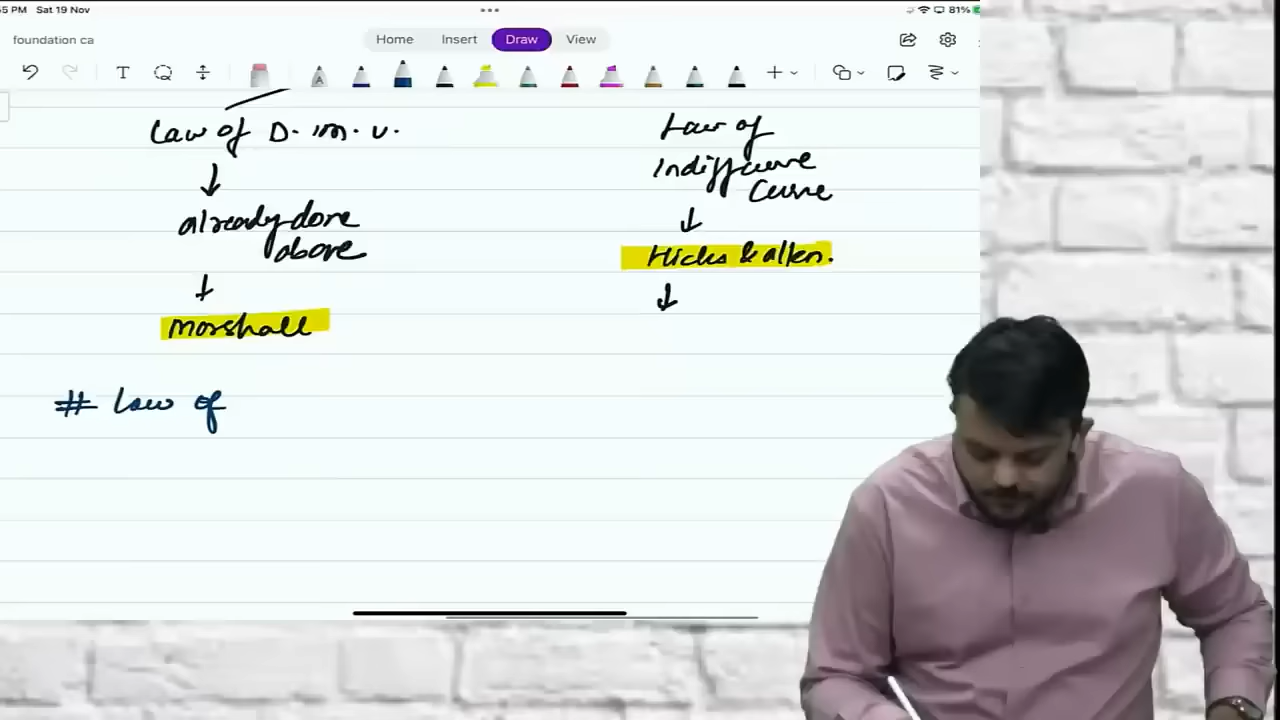 5 PM Sat 19 Nov
81%
foundation ca
Home Insert Draw View
Law of D. m. u.
↓
already done
above
↓
Marshall
Law of
Indifference
Curve
↓
Hicks & allen.
↓
# Law of